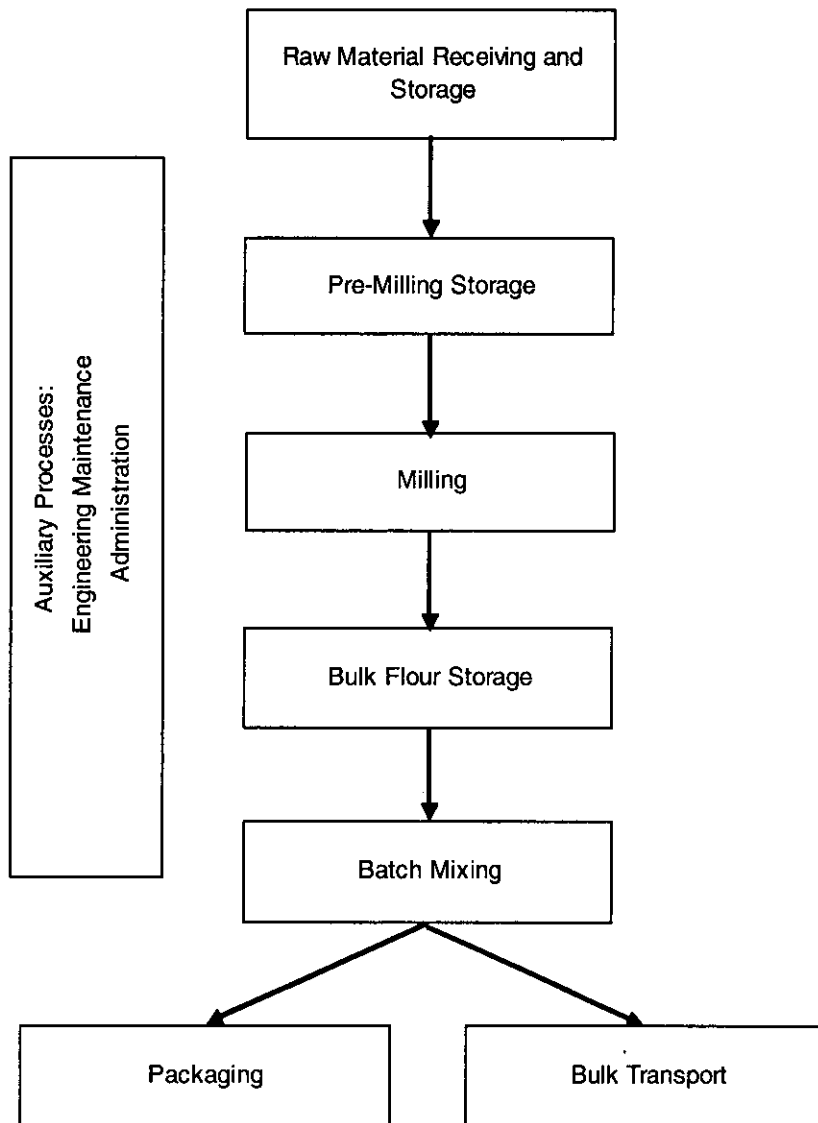 Raw Material Receiving and
Storage
Pre-Milling Storage
Auxiliary Processes:
Engineering Maintenance
Administration
Milling
Bulk Flour Storage
Batch Mixing
Packaging
Bulk Transport